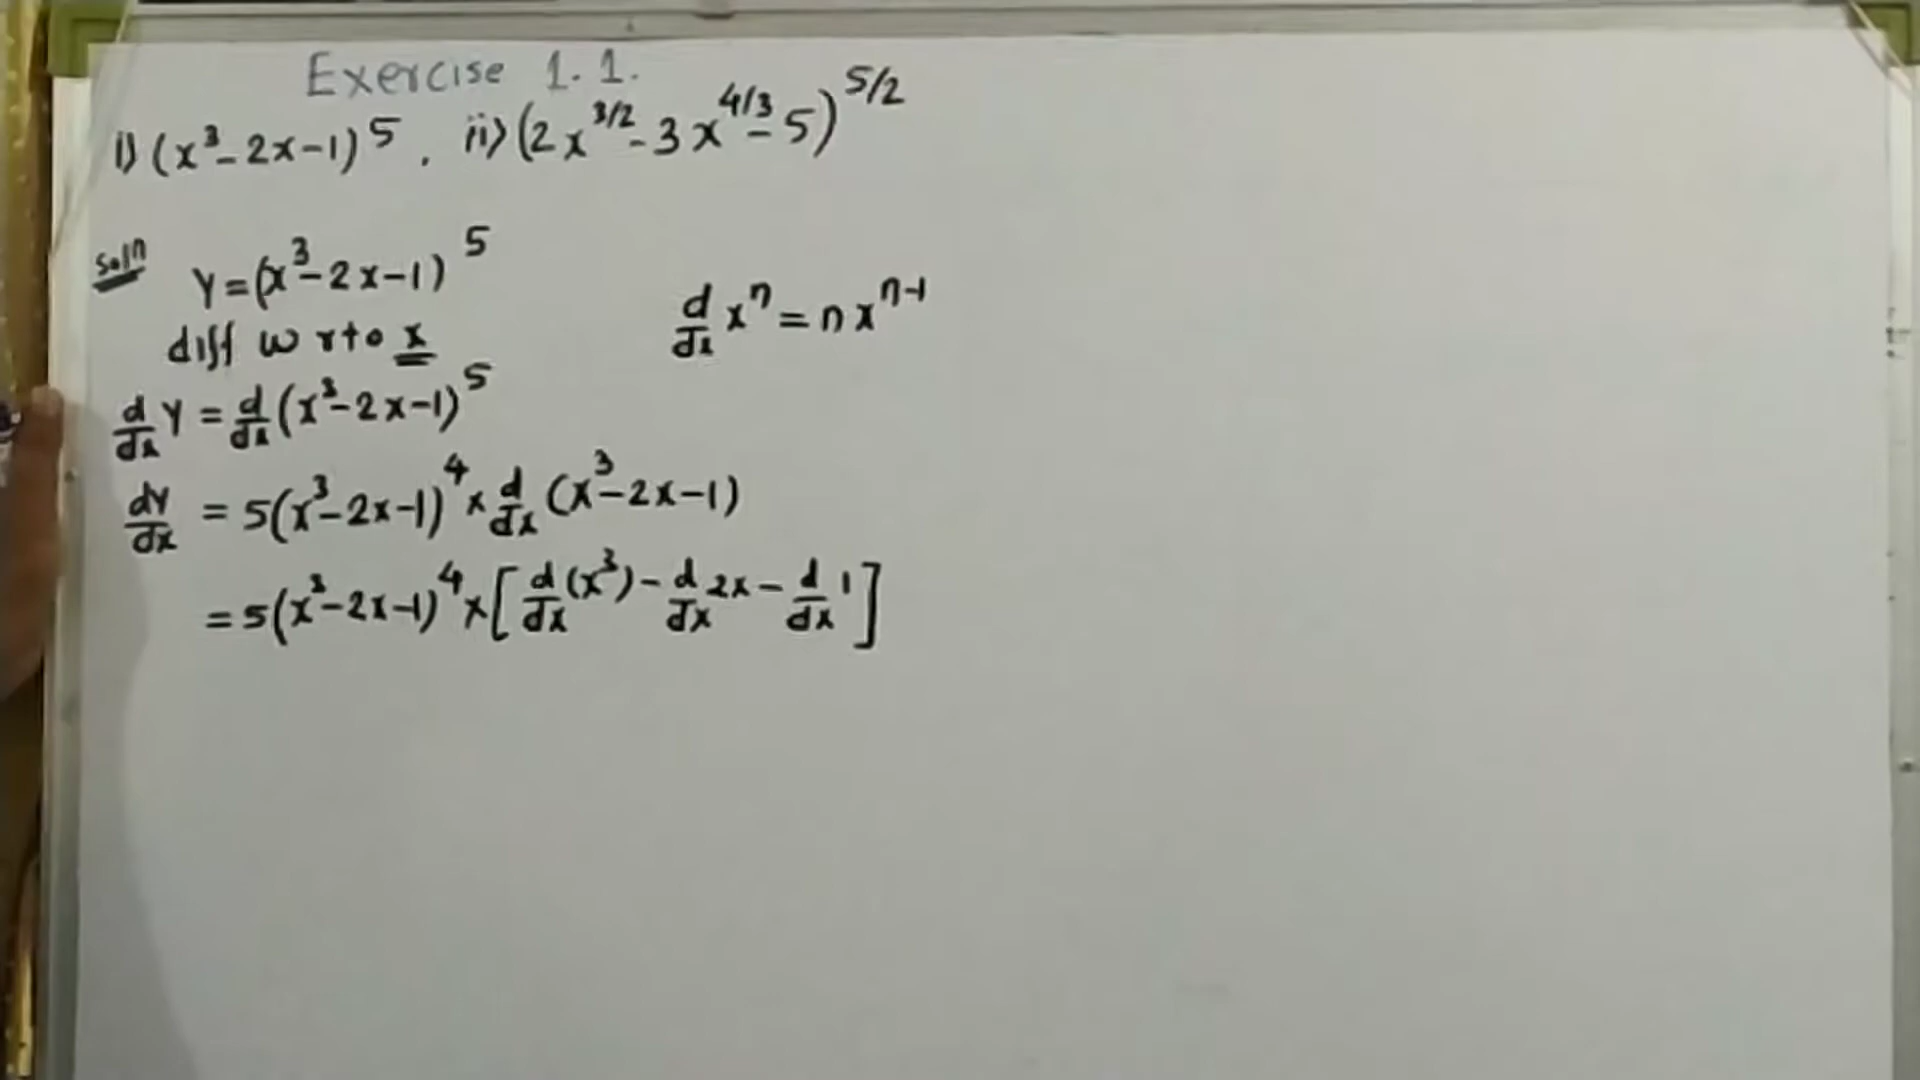 Exercise 1.1.
i) (x³-2x-1)⁵ , ii) (2x^3/2 - 3x^4/3 - 5)^5/2
Soln Y = (x³-2x-1)⁵
diff w r to x
d/dx xⁿ = n xⁿ⁻¹
d/dx Y = d/dx (x³-2x-1)⁵
dY/dx = 5(x³-2x-1)⁴ × d/dx (x³-2x-1)
= 5(x³-2x-1)⁴ × [d/dx (x³) - d/dx 2x - d/dx 1]